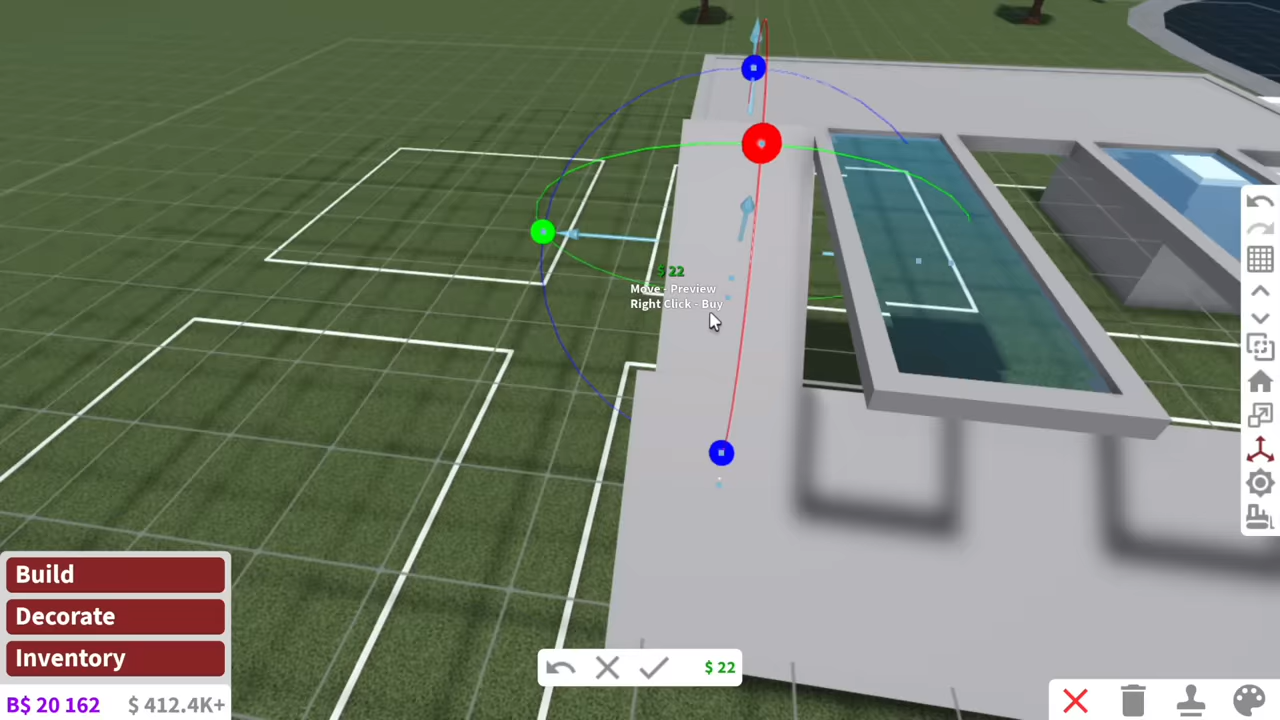 $ 22
Move - Preview
Right Click - Buy
Build
Decorate
Inventory
B$ 20 162 $ 412.4K+
$ 22